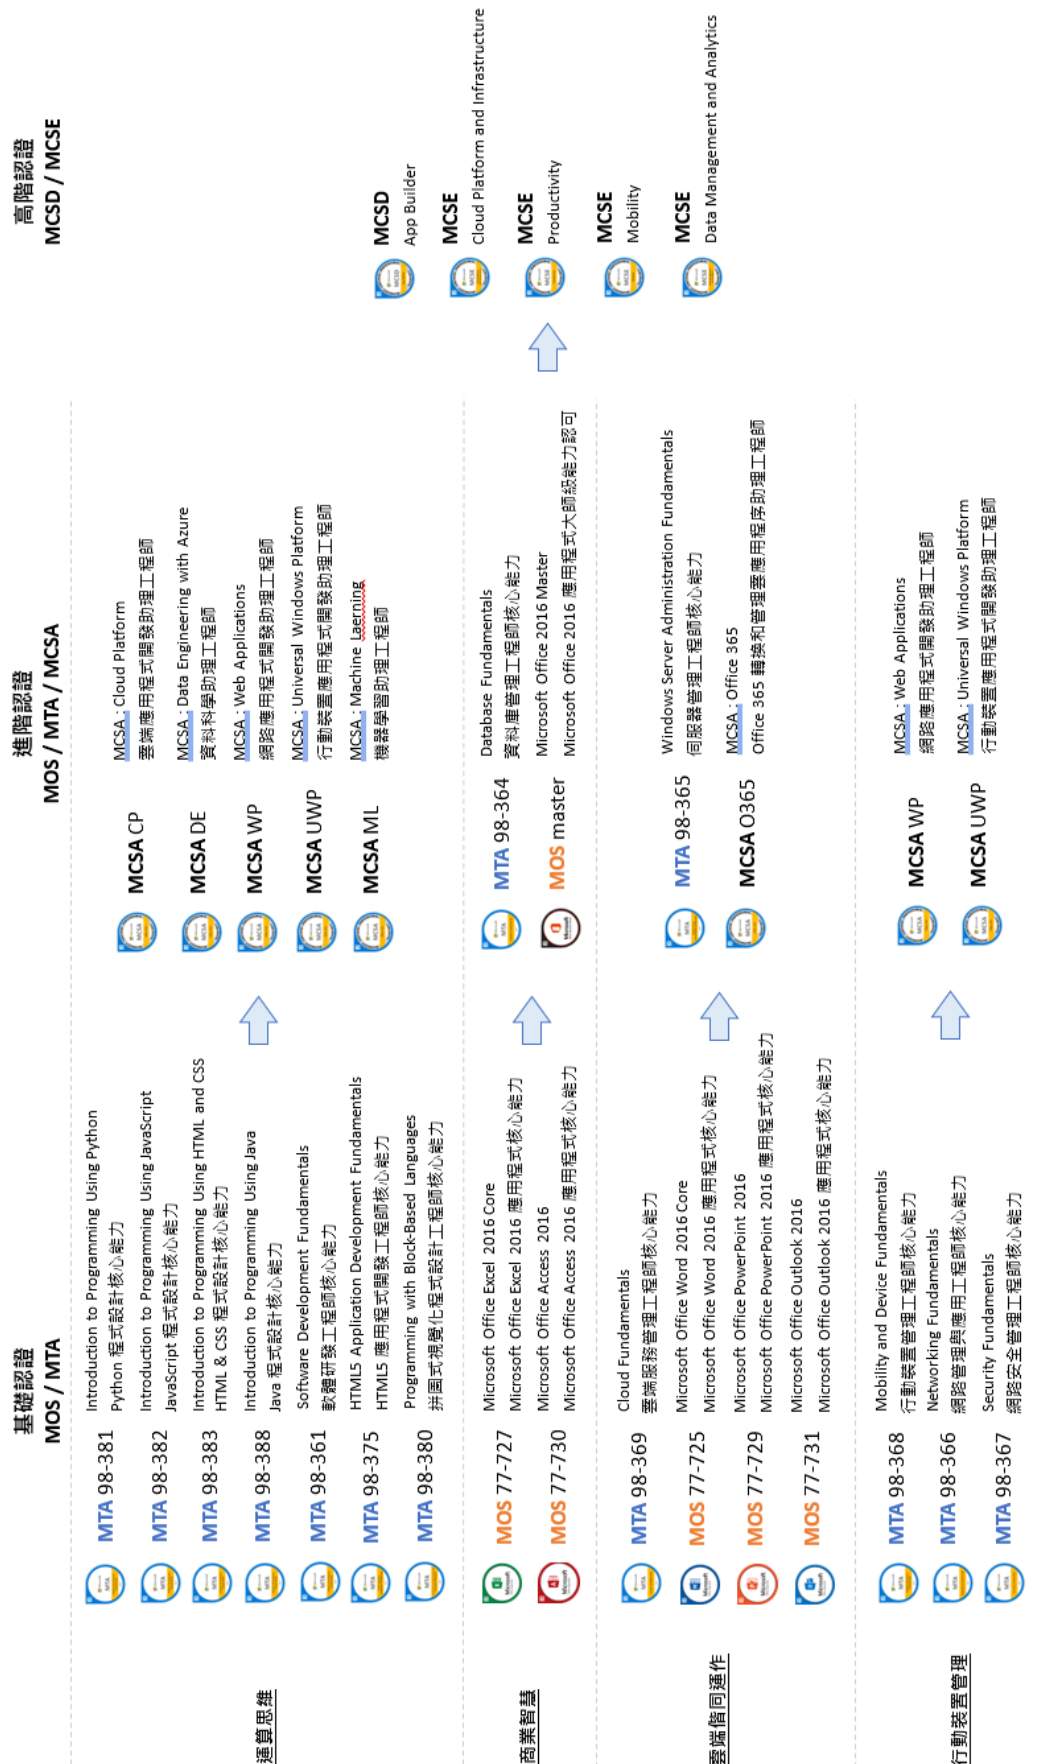 基礎認證
MOS / MTA
進階認證
MOS / MTA / MCSA
高階認證
MCSD / MCSE
運算思維
MTA 98-381
Introduction to Programming Using Python
Python 程式設計核心能力
MTA 98-382
Introduction to Programming Using JavaScript
JavaScript 程式設計核心能力
MTA 98-383
Introduction to Programming Using HTML and CSS
HTML & CSS 程式設計核心能力
MTA 98-388
Introduction to Programming Using Java
Java 程式設計核心能力
MTA 98-361
Software Development Fundamentals
軟體研發工程師核心能力
MTA 98-375
HTML5 Application Development Fundamentals
HTML5 應用程式開發工程師核心能力
MTA 98-380
Programming with Block-Based Languages
拼圖式視覺化程式設計工程師核心能力
MCSA CP
MCSA : Cloud Platform
雲端應用程式開發助理工程師
MCSA DE
MCSA : Data Engineering with Azure
資料科學助理工程師
MCSA WP
MCSA : Web Applications
網路應用程式開發助理工程師
MCSA UWP
MCSA : Universal Windows Platform
行動裝置應用程式開發助理工程師
MCSA ML
MCSA : Machine Laerning
機器學習助理工程師
商業智慧
MOS 77-727
Microsoft Office Excel 2016 Core
Microsoft Office Excel 2016 應用程式核心能力
MOS 77-730
Microsoft Office Access 2016
Microsoft Office Access 2016 應用程式核心能力
MTA 98-364
Database Fundamentals
資料庫管理工程師核心能力
MOS master
Microsoft Office 2016 Master
Microsoft Office 2016 應用程式大師級能力認可
雲端偕同運作
MTA 98-369
Cloud Fundamentals
雲端服務管理工程師核心能力
MOS 77-725
Microsoft Office Word 2016 Core
Microsoft Office Word 2016 應用程式核心能力
MOS 77-729
Microsoft Office PowerPoint 2016
Microsoft Office PowerPoint 2016 應用程式核心能力
MOS 77-731
Microsoft Office Outlook 2016
Microsoft Office Outlook 2016 應用程式核心能力
MTA 98-365
Windows Server Administration Fundamentals
伺服器管理工程師核心能力
MCSA O365
MCSA : Office 365
Office 365 轉換和管理雲應用程序助理工程師
行動裝置管理
MTA 98-368
Mobility and Device Fundamentals
行動裝置管理工程師核心能力
MTA 98-366
Networking Fundamentals
網路管理與應用工程師核心能力
MTA 98-367
Security Fundamentals
網路安全管理工程師核心能力
MCSA WP
MCSA : Web Applications
網路應用程式開發助理工程師
MCSA UWP
MCSA : Universal Windows Platform
行動裝置應用程式開發助理工程師
MCSD
App Builder
MCSE
Cloud Platform and Infrastructure
MCSE
Productivity
MCSE
Mobility
MCSE
Data Management and Analytics